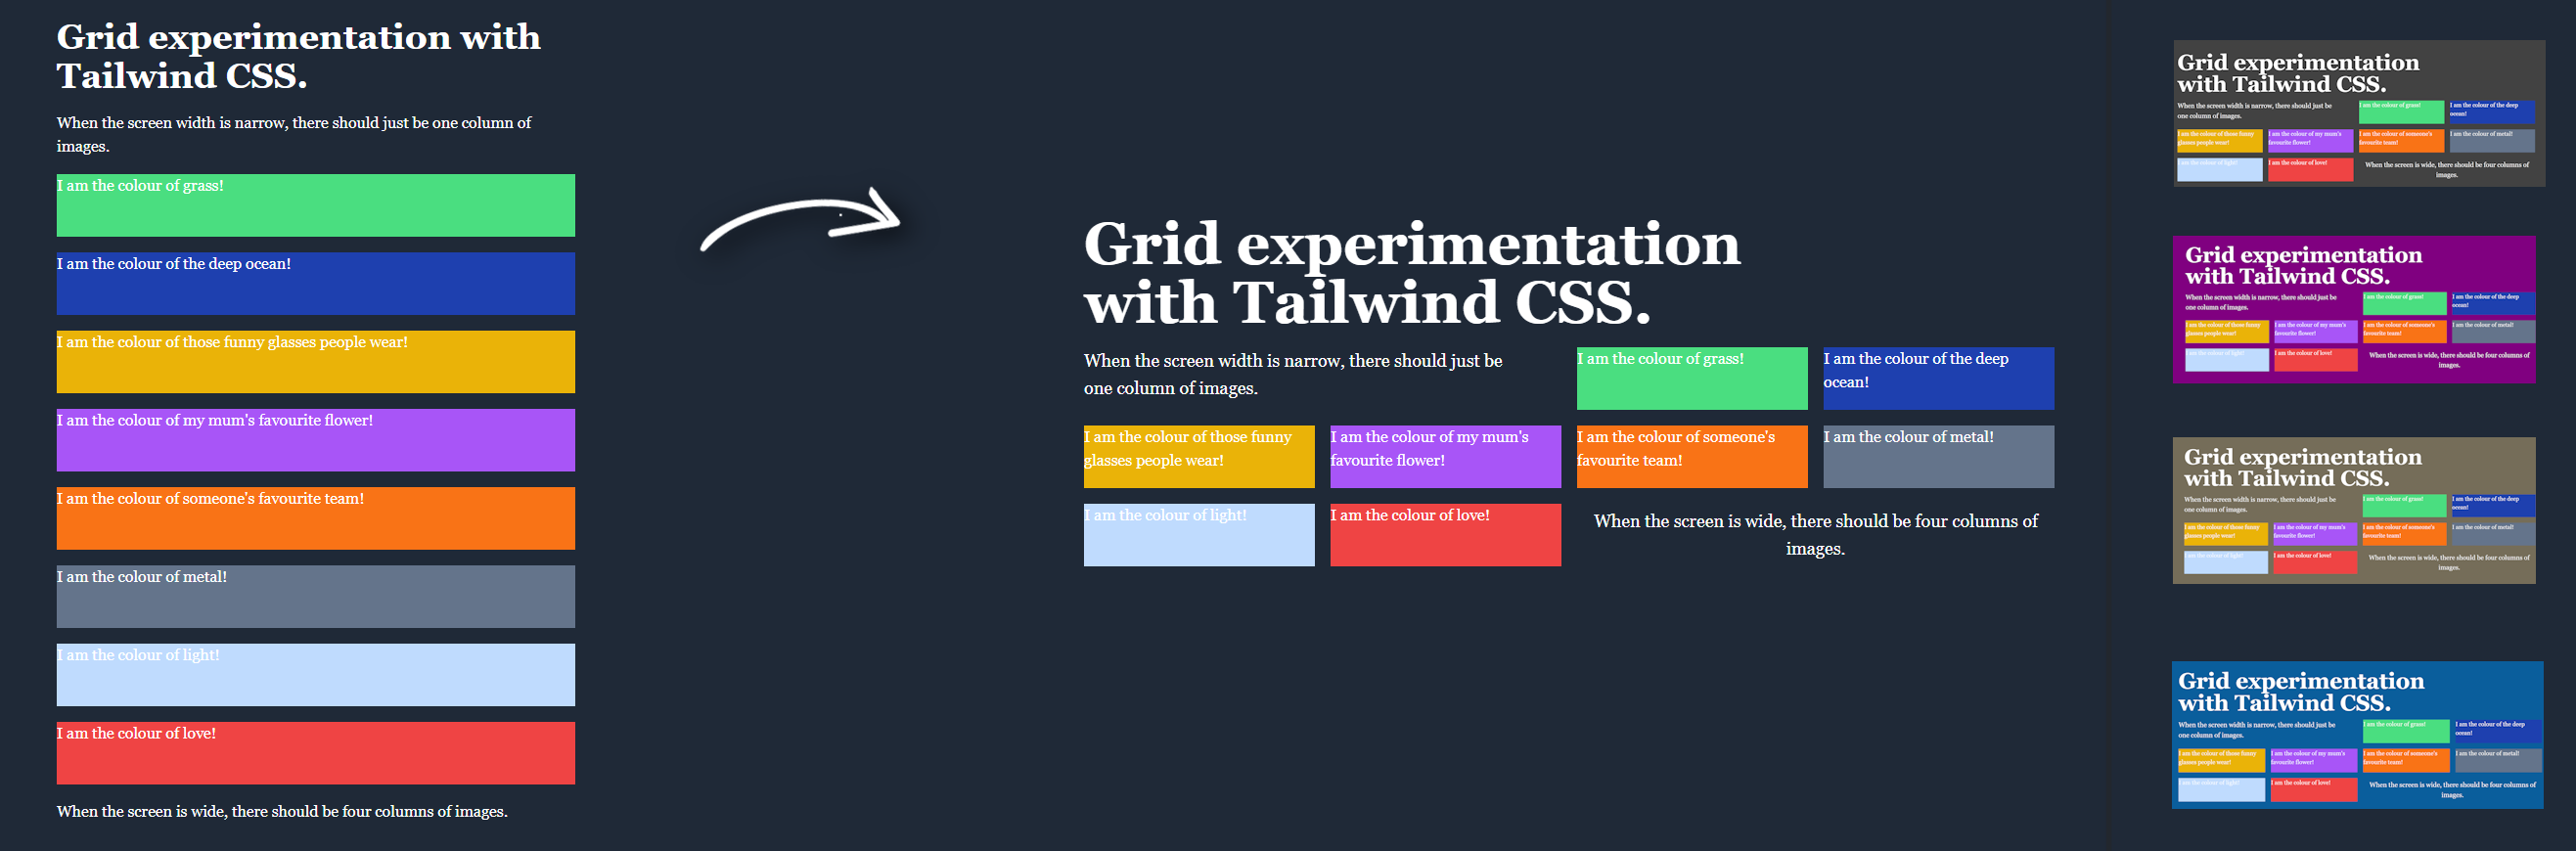 Grid experimentation with
Tailwind CSS.
When the screen width is narrow, there should just be one column of
images.
I am the colour of grass!
I am the colour of the deep ocean!
I am the colour of those funny glasses people wear!
I am the colour of my mum's favourite flower!
I am the colour of someone's favourite team!
I am the colour of metal!
I am the colour of light!
I am the colour of love!
When the screen is wide, there should be four columns of images.
Grid experimentation
with Tailwind CSS.
When the screen width is narrow, there should just be
one column of images.
I am the colour of grass!
I am the colour of the deep
ocean!
I am the colour of those funny
glasses people wear!
I am the colour of my mum's
favourite flower!
I am the colour of someone's
favourite team!
I am the colour of metal!
I am the colour of light!
I am the colour of love!
When the screen is wide, there should be four columns of
images.
Grid experimentation
with Tailwind CSS.
When the screen width is narrow, there should just be
one column of images.
I am the colour of grass!
I am the colour of the deep
ocean!
I am the colour of those funny
glasses people wear!
I am the colour of my mum's
favourite flower!
I am the colour of someone's
favourite team!
I am the colour of metal!
I am the colour of light!
I am the colour of love!
When the screen is wide, there should be four columns of
images.
Grid experimentation
with Tailwind CSS.
When the screen width is narrow, there should just be
one column of images.
I am the colour of grass!
I am the colour of the deep
ocean!
I am the colour of those funny
glasses people wear!
I am the colour of my mum's
favourite flower!
I am the colour of someone's
favourite team!
I am the colour of metal!
I am the colour of light!
I am the colour of love!
When the screen is wide, there should be four columns of
images.
Grid experimentation
with Tailwind CSS.
When the screen width is narrow, there should just be
one column of images.
I am the colour of grass!
I am the colour of the deep
ocean!
I am the colour of those funny
glasses people wear!
I am the colour of my mum's
favourite flower!
I am the colour of someone's
favourite team!
I am the colour of metal!
I am the colour of light!
I am the colour of love!
When the screen is wide, there should be four columns of
images.
Grid experimentation
with Tailwind CSS.
When the screen width is narrow, there should just be
one column of images.
I am the colour of grass!
I am the colour of the deep
ocean!
I am the colour of those funny
glasses people wear!
I am the colour of my mum's
favourite flower!
I am the colour of someone's
favourite team!
I am the colour of metal!
I am the colour of light!
I am the colour of love!
When the screen is wide, there should be four columns of
images.